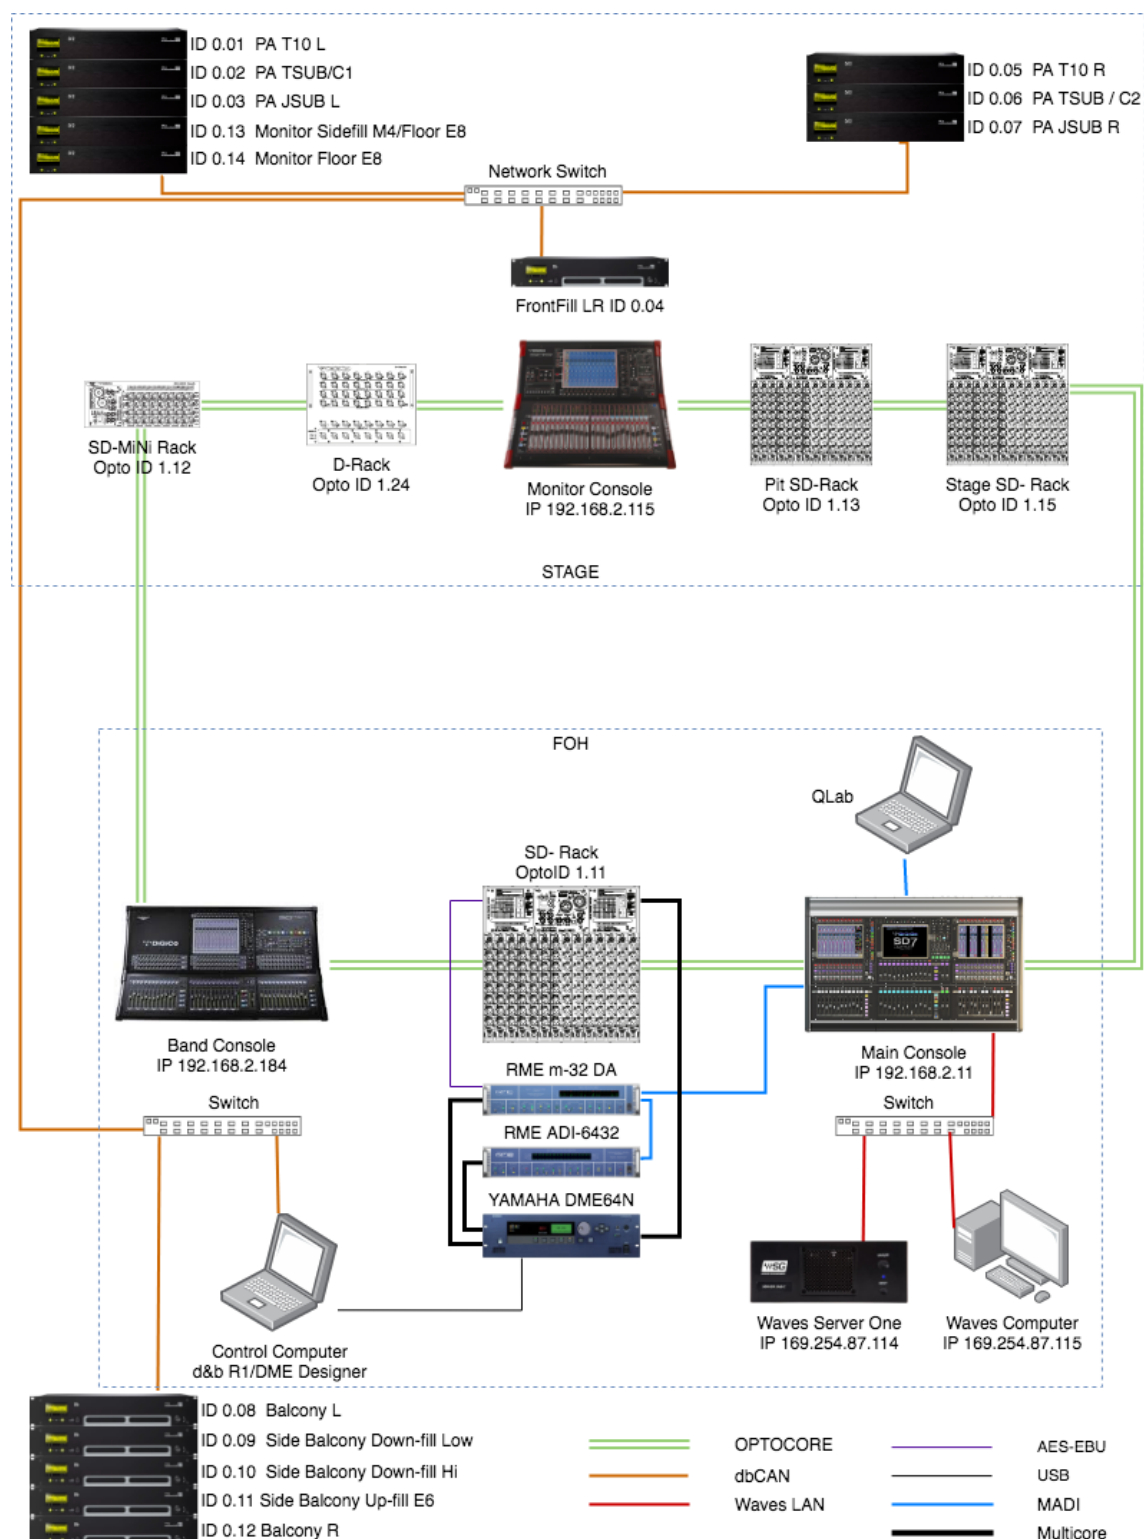 ID 0.01 PA T10 L
ID 0.02 PA TSUB/C1
ID 0.03 PA JSUB L
ID 0.13 Monitor Sidefill M4/Floor E8
ID 0.14 Monitor Floor E8
ID 0.05 PA T10 R
ID 0.06 PA TSUB / C2
ID 0.07 PA JSUB R
Network Switch
FrontFill LR ID 0.04
SD-MiNi Rack
Opto ID 1.12
D-Rack
Opto ID 1.24
Monitor Console
IP 192.168.2.115
Pit SD-Rack
Opto ID 1.13
Stage SD- Rack
Opto ID 1.15
STAGE
FOH
QLab
SD- Rack
OptoID 1.11
DiGiCo
SD7
Band Console
IP 192.168.2.184
Main Console
IP 192.168.2.11
RME m-32 DA
Switch
Switch
RME ADI-6432
YAMAHA DME64N
WSG
Waves Server One
IP 169.254.87.114
Waves Computer
IP 169.254.87.115
Control Computer
d&b R1/DME Designer
ID 0.08 Balcony L
ID 0.09 Side Balcony Down-fill Low
ID 0.10 Side Balcony Down-fill Hi
ID 0.11 Side Balcony Up-fill E6
ID 0.12 Balcony R
OPTOCORE
dbCAN
Waves LAN
AES-EBU
USB
MADI
Multicore